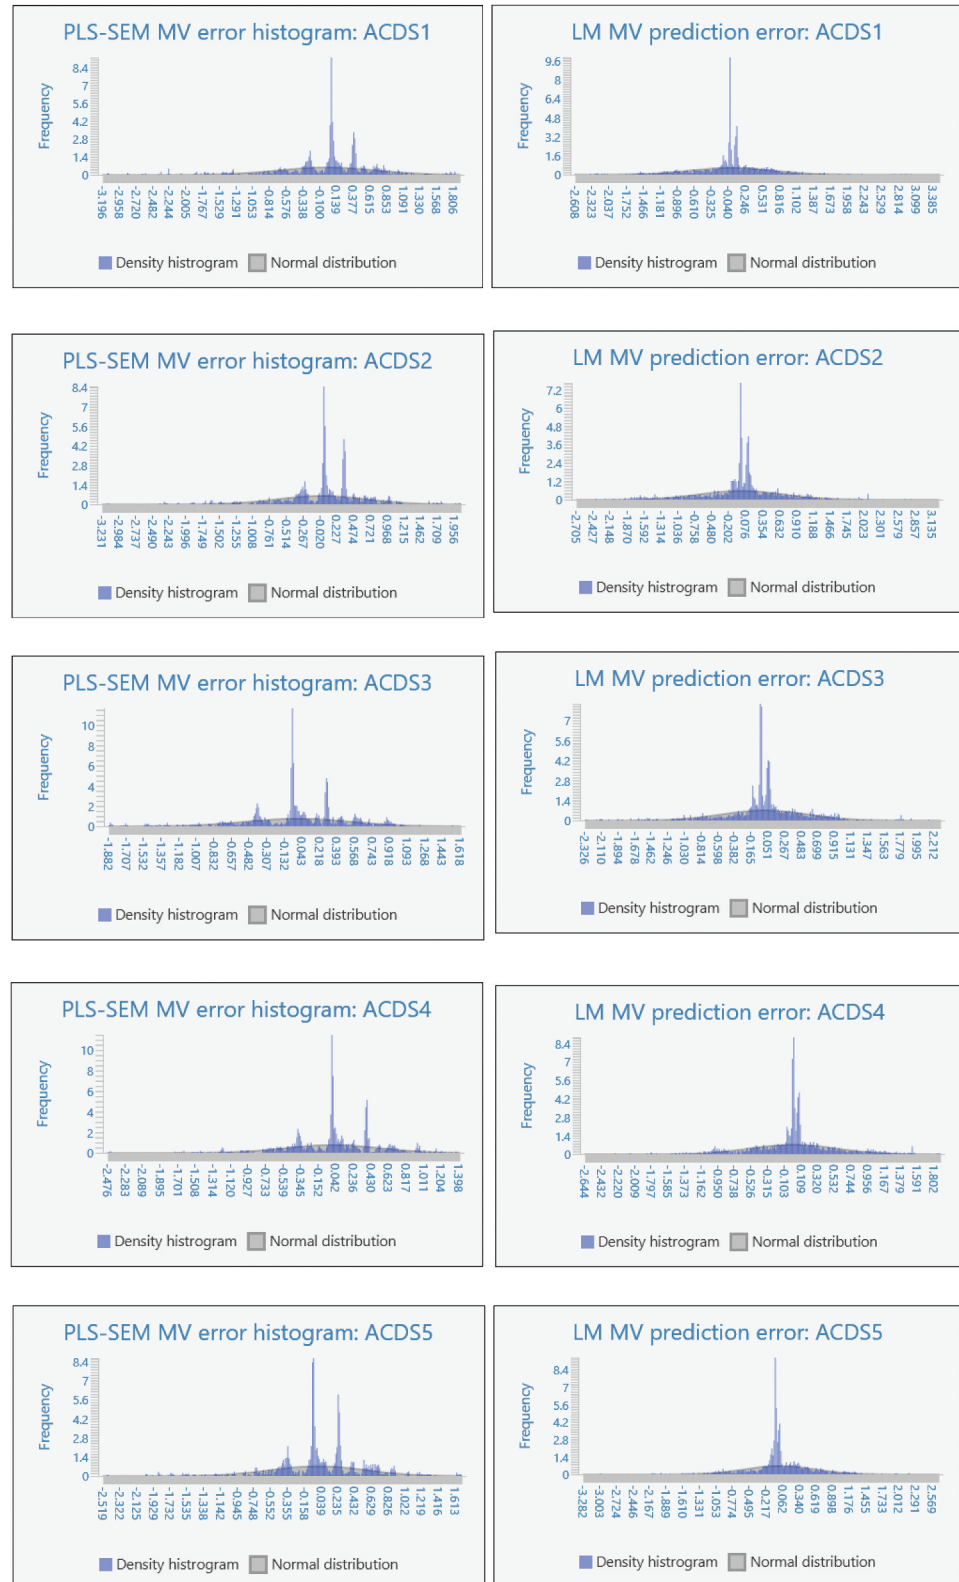 PLS-SEM MV error histogram: ACDS1
Frequency
8.4
7
5.6
4.2
2.8
1.4
0
-3.196 -2.958 -2.720 -2.482 -2.244 -2.005 -1.767 -1.529 -1.291 -1.053 -0.814 -0.576 -0.338 -0.100 0.139 0.377 0.615 0.853 1.091 1.330 1.568 1.806
Density histrogram Normal distribution
LM MV prediction error: ACDS1
Frequency
9.6
8
6.4
4.8
3.2
1.6
0
-2.608 -2.323 -2.037 -1.752 -1.466 -1.181 -0.896 -0.610 -0.325 -0.040 0.246 0.531 0.816 1.102 1.387 1.673 1.958 2.243 2.529 2.814 3.099 3.385
Density histrogram Normal distribution
PLS-SEM MV error histogram: ACDS2
Frequency
8.4
7
5.6
4.2
2.8
1.4
0
-3.231 -2.984 -2.737 -2.490 -2.243 -1.996 -1.749 -1.502 -1.255 -1.008 -0.761 -0.514 -0.267 -0.020 0.227 0.474 0.721 0.968 1.215 1.462 1.709 1.956
Density histrogram Normal distribution
LM MV prediction error: ACDS2
Frequency
7.2
6
4.8
3.6
2.4
1.2
0
-2.705 -2.427 -2.148 -1.870 -1.592 -1.314 -1.036 -0.758 -0.480 -0.202 0.076 0.354 0.632 0.910 1.188 1.466 1.745 2.023 2.301 2.579 2.857 3.135
Density histrogram Normal distribution
PLS-SEM MV error histogram: ACDS3
Frequency
10
8
6
4
2
0
-1.882 -1.707 -1.532 -1.357 -1.182 -1.007 -0.832 -0.657 -0.482 -0.307 -0.132 0.043 0.218 0.393 0.568 0.743 0.918 1.093 1.268 1.443 1.618
Density histrogram Normal distribution
LM MV prediction error: ACDS3
Frequency
7
5.6
4.2
2.8
1.4
0
-2.326 -2.110 -1.894 -1.678 -1.462 -1.246 -1.030 -0.814 -0.598 -0.382 -0.165 0.051 0.267 0.483 0.699 0.915 1.131 1.347 1.563 1.779 1.995 2.212
Density histrogram Normal distribution
PLS-SEM MV error histogram: ACDS4
Frequency
10
8
6
4
2
0
-2.476 -2.283 -2.089 -1.895 -1.701 -1.508 -1.314 -1.120 -0.927 -0.733 -0.539 -0.345 -0.152 0.042 0.236 0.430 0.623 0.817 1.011 1.204 1.398
Density histrogram Normal distribution
LM MV prediction error: ACDS4
Frequency
8.4
7
5.6
4.2
2.8
1.4
0
-2.644 -2.432 -2.220 -2.009 -1.797 -1.585 -1.373 -1.162 -0.950 -0.738 -0.526 -0.315 -0.103 0.109 0.320 0.532 0.744 0.956 1.167 1.379 1.591 1.802
Density histrogram Normal distribution
PLS-SEM MV error histogram: ACDS5
Frequency
8.4
7
5.6
4.2
2.8
1.4
0
-2.519 -2.322 -2.125 -1.929 -1.732 -1.535 -1.338 -1.142 -0.945 -0.748 -0.552 -0.355 -0.158 0.039 0.235 0.432 0.629 0.826 1.022 1.219 1.416 1.613
Density histrogram Normal distribution
LM MV prediction error: ACDS5
Frequency
8.4
7
5.6
4.2
2.8
1.4
0
-3.282 -3.003 -2.724 -2.446 -2.167 -1.889 -1.610 -1.331 -1.053 -0.774 -0.495 -0.217 0.062 0.340 0.619 0.898 1.176 1.455 1.733 2.012 2.291 2.569
Density histrogram Normal distribution